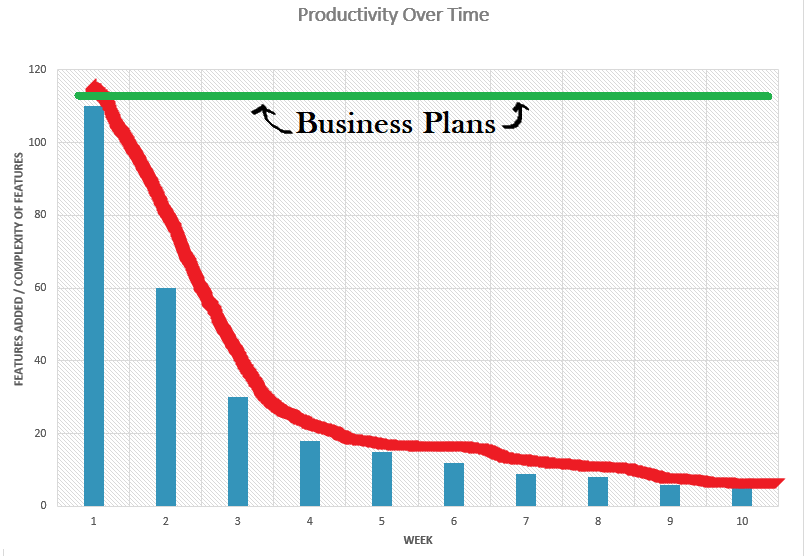 Productivity Over Time
120
100
80
60
40
20
0
FEATURES ADDED / COMPLEXITY OF FEATURES
Business Plans
1 2 3 4 5 6 7 8 9 10
WEEK